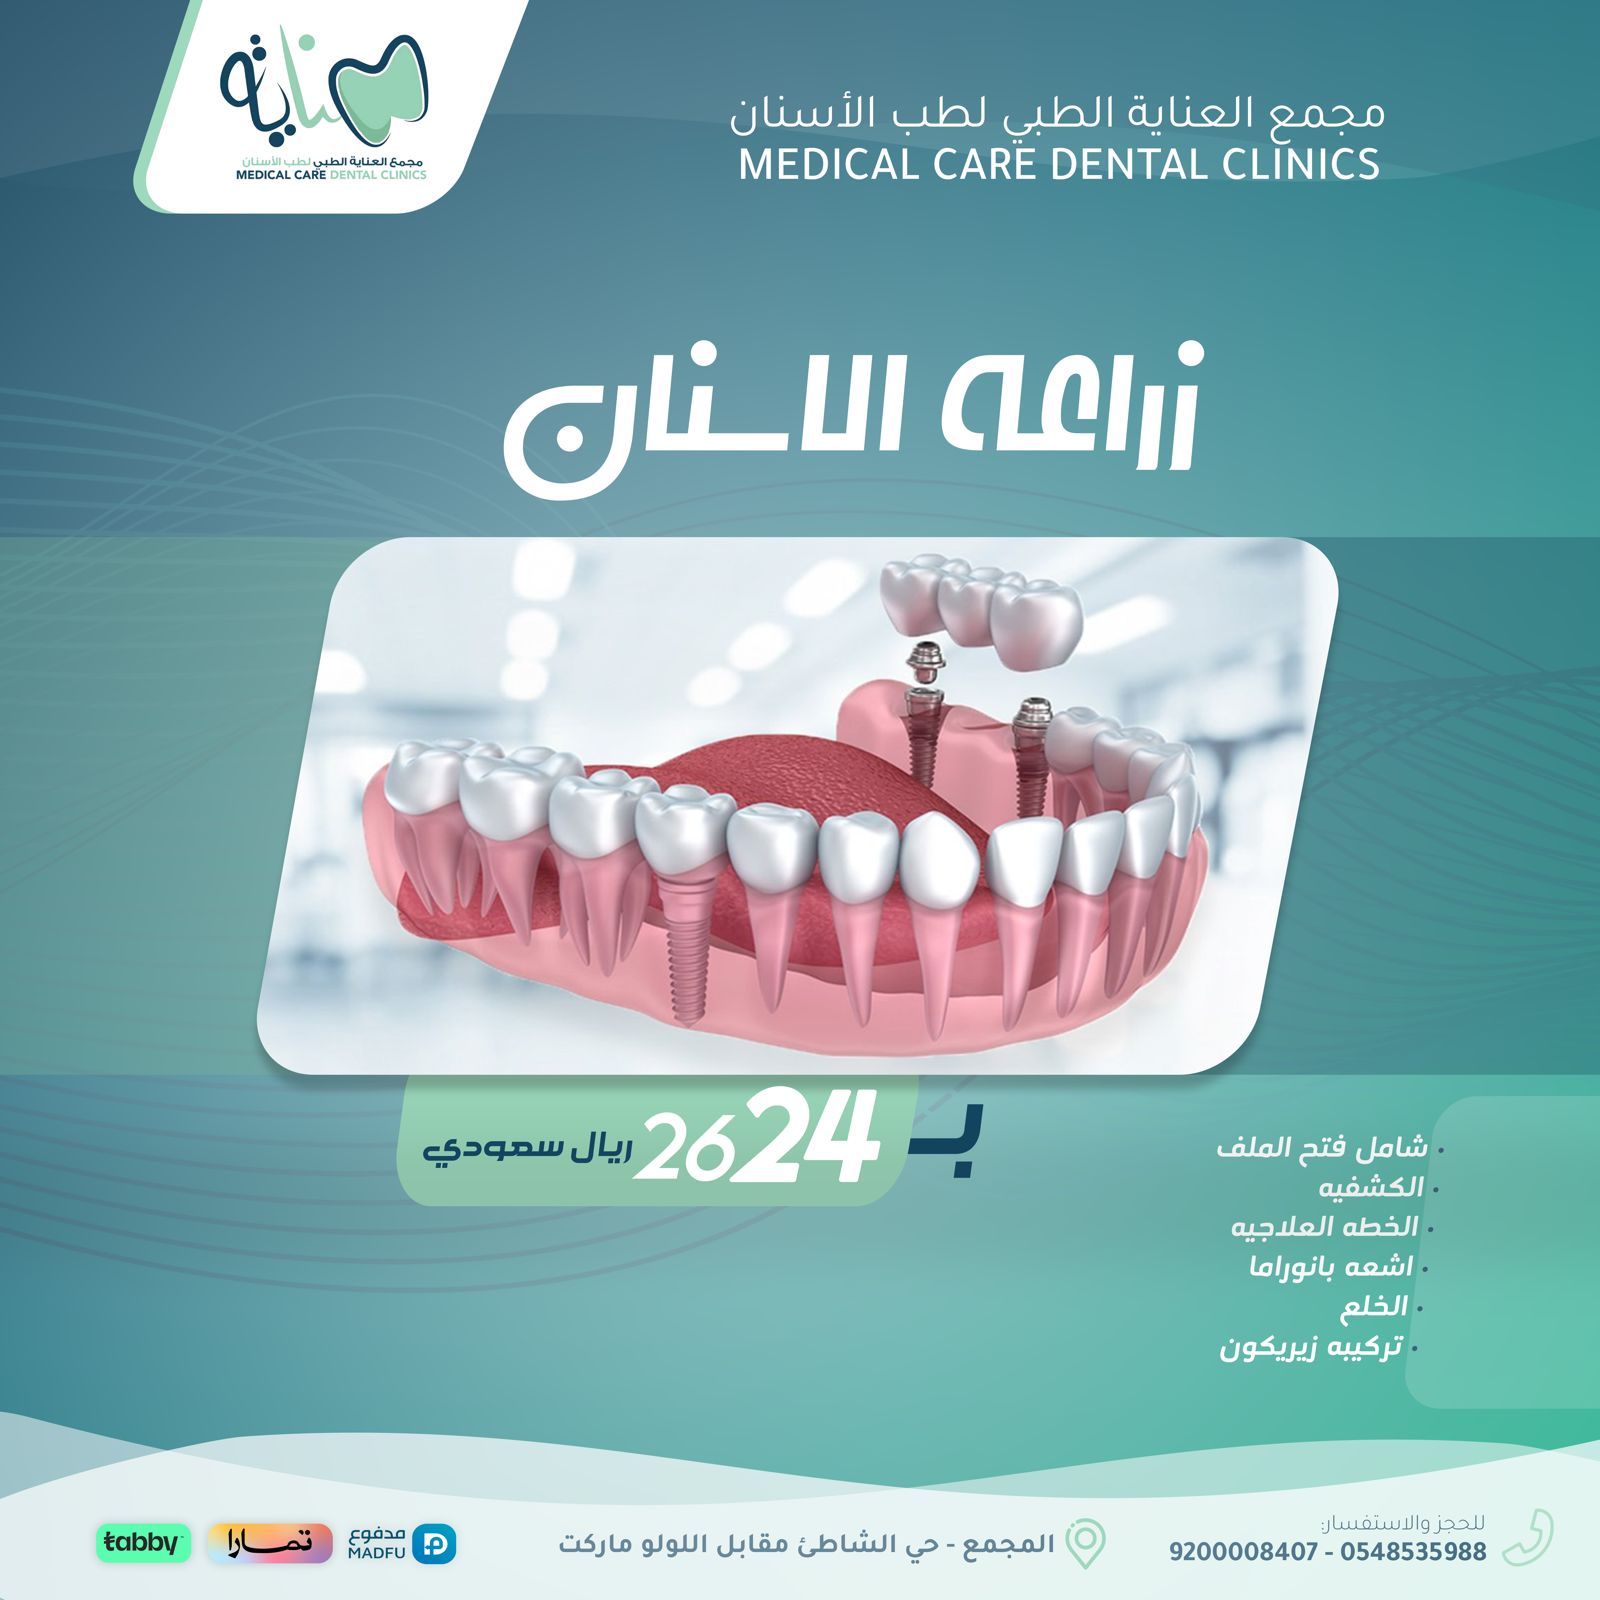 عناية
مجمع العناية الطبي لطب الأسنان
MEDICAL CARE DENTAL CLINICS
مجمع العناية الطبي لطب الأسنان
MEDICAL CARE DENTAL CLINICS
زراعه الاسنان
بـ 2624 ريال سعودي
• شامل فتح الملف
• الكشفيه
• الخطه العلاجيه
• اشعه بانوراما
• الخلع
• تركيبه زيريكون
للحجز والاستفسار:
9200008407 - 0548535988
المجمع - حي الشاطئ مقابل اللولو ماركت
مدفوع
MADFU
تمارا
tabby